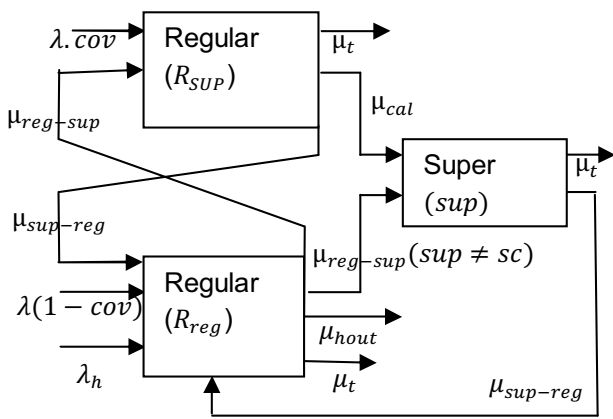 λ.cov
Regular
(R_SUP)
μ_t
μ_reg−sup
μ_cal
Super
(sup)
μ_t
μ_sup−reg
μ_reg−sup(sup ≠ sc)
Regular
(R_reg)
λ(1 − cov)
μ_hout
λ_h
μ_t
μ_sup−reg